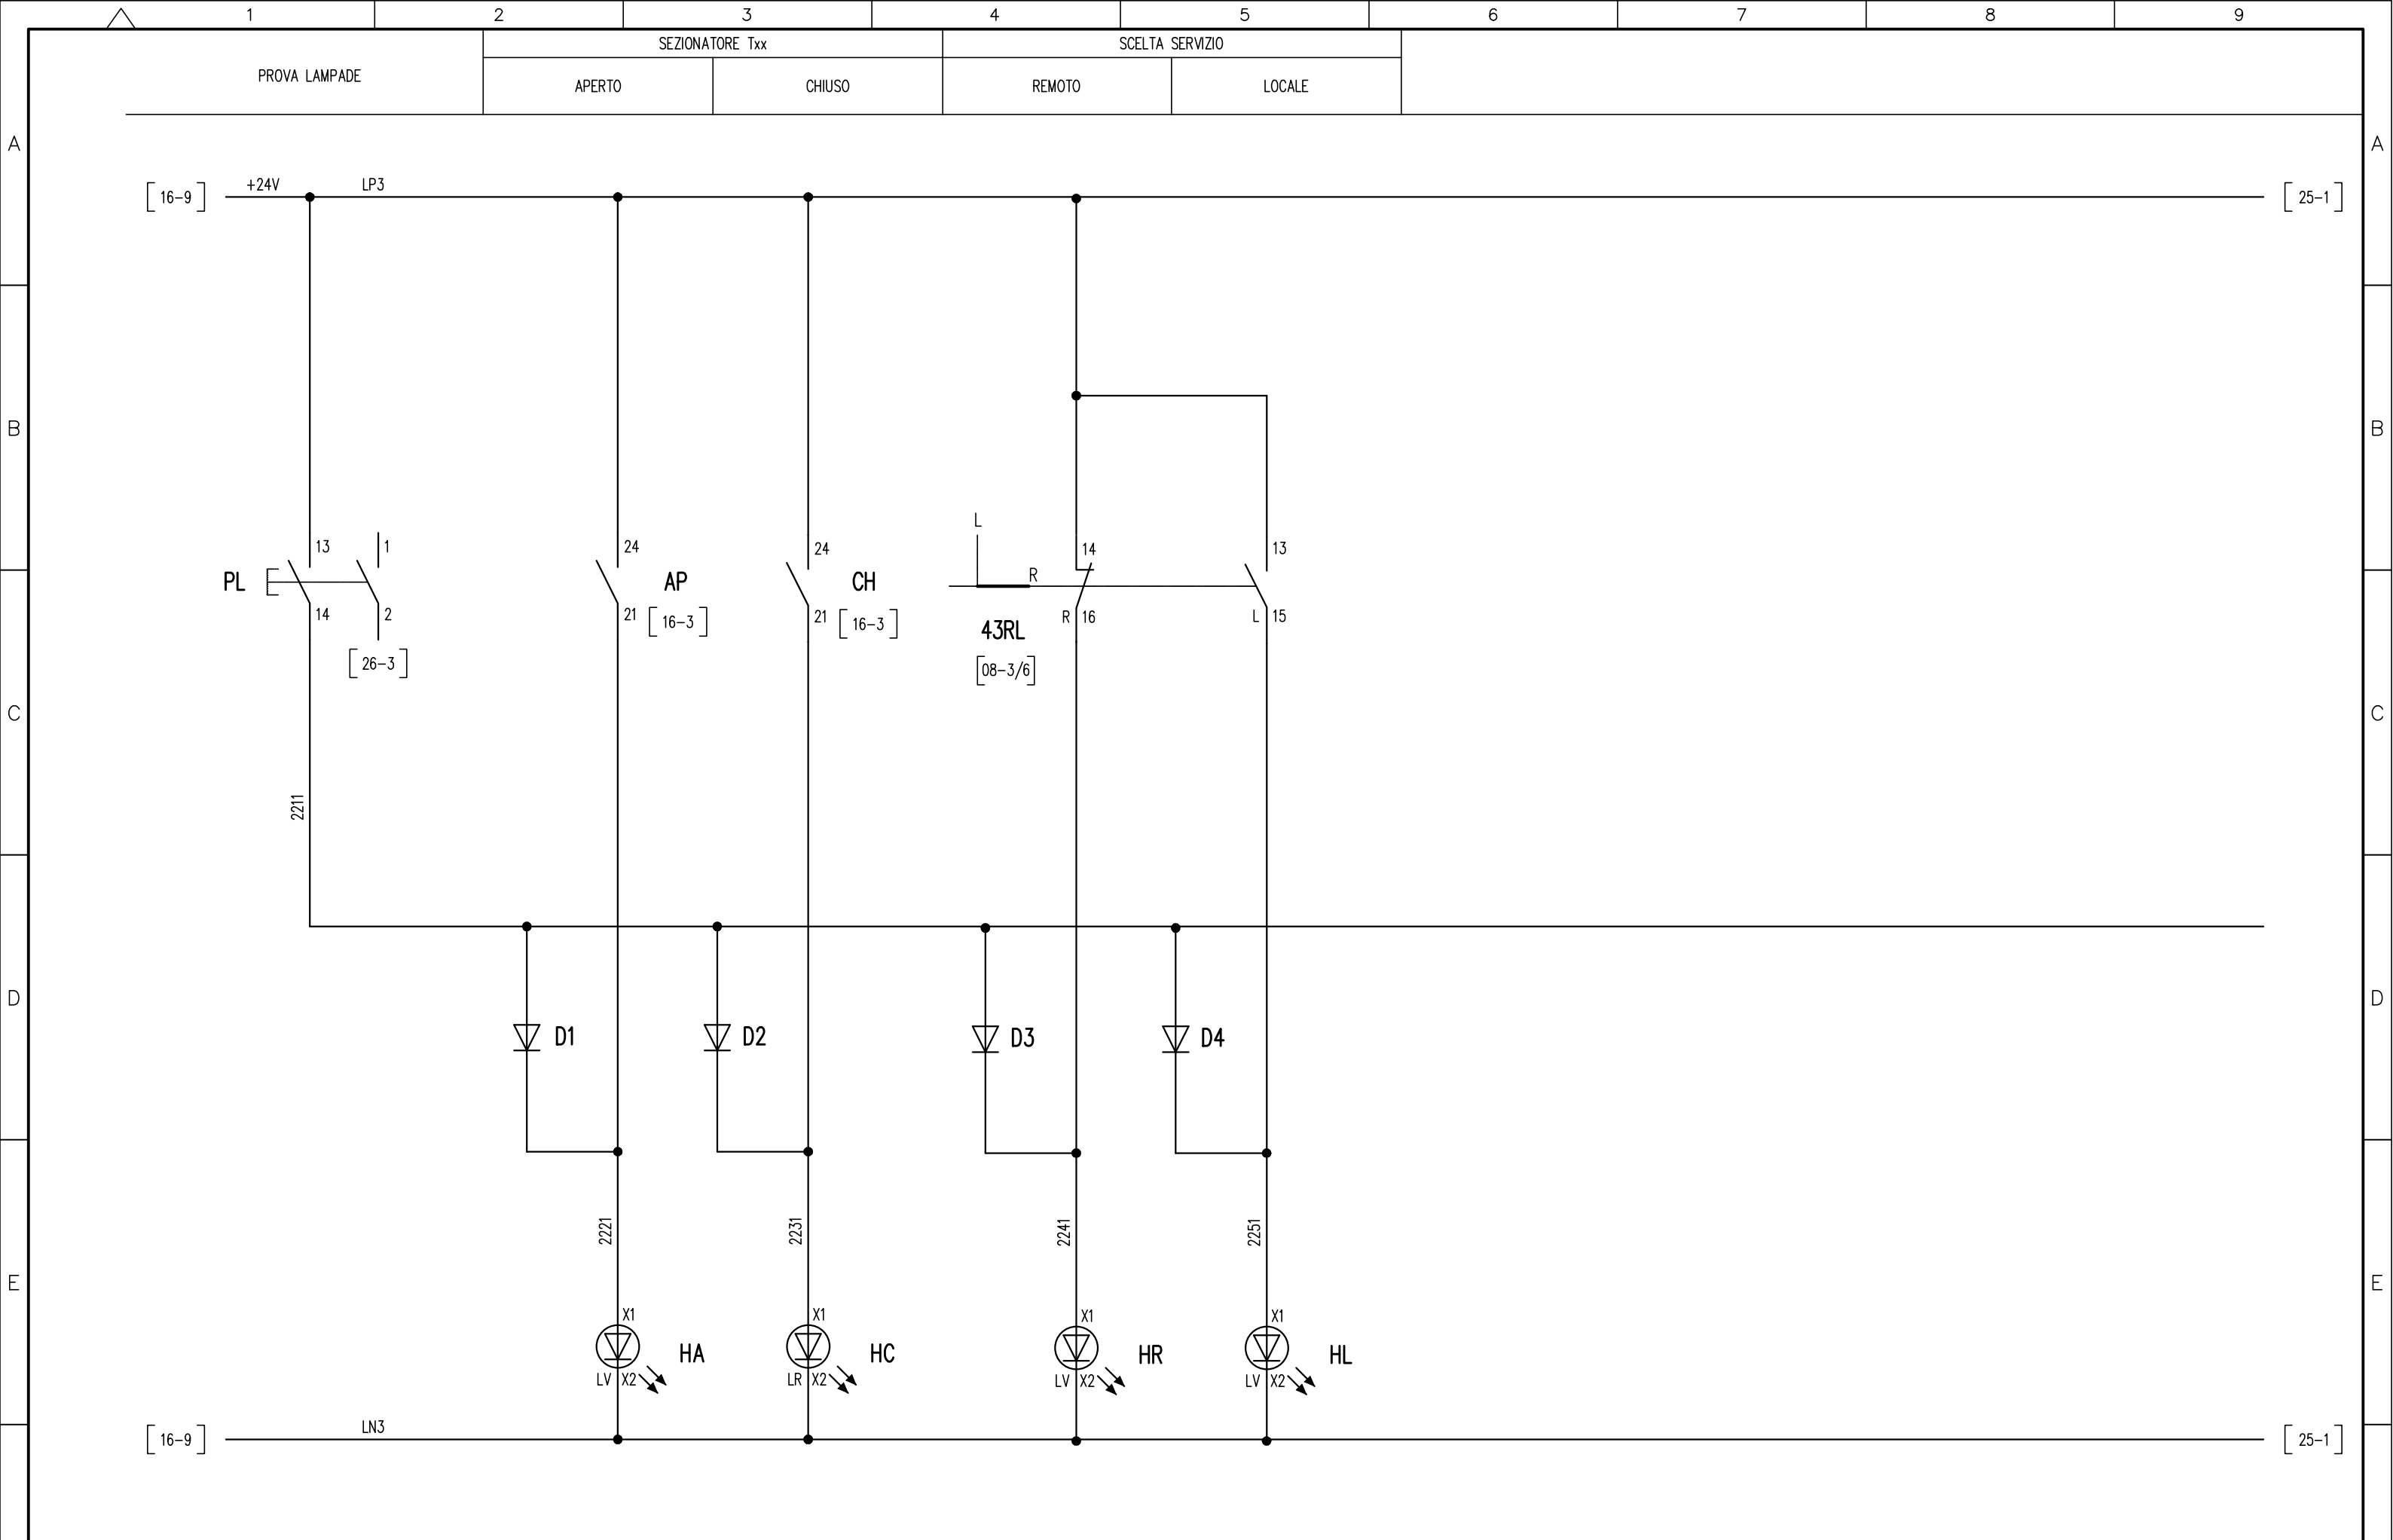 1 2 3 4 5 6 7 8 9
SEZIONATORE Txx SCELTA SERVIZIO
PROVA LAMPADE APERTO CHIUSO REMOTO LOCALE
A A
16-9 +24V LP3 25-1
B B
L
13 1 24 24 14 13
PL AP CH R
14 2 21 16-3 21 16-3 R 16 L 15
43RL
26-3 08-3/6
C C
2211
D D
D1 D2 D3 D4
2221 2231 2241 2251
E E
X1 X1 X1 X1
HA HC HR HL
LV X2 LR X2 LV X2 LV X2
LN3
16-9 25-1